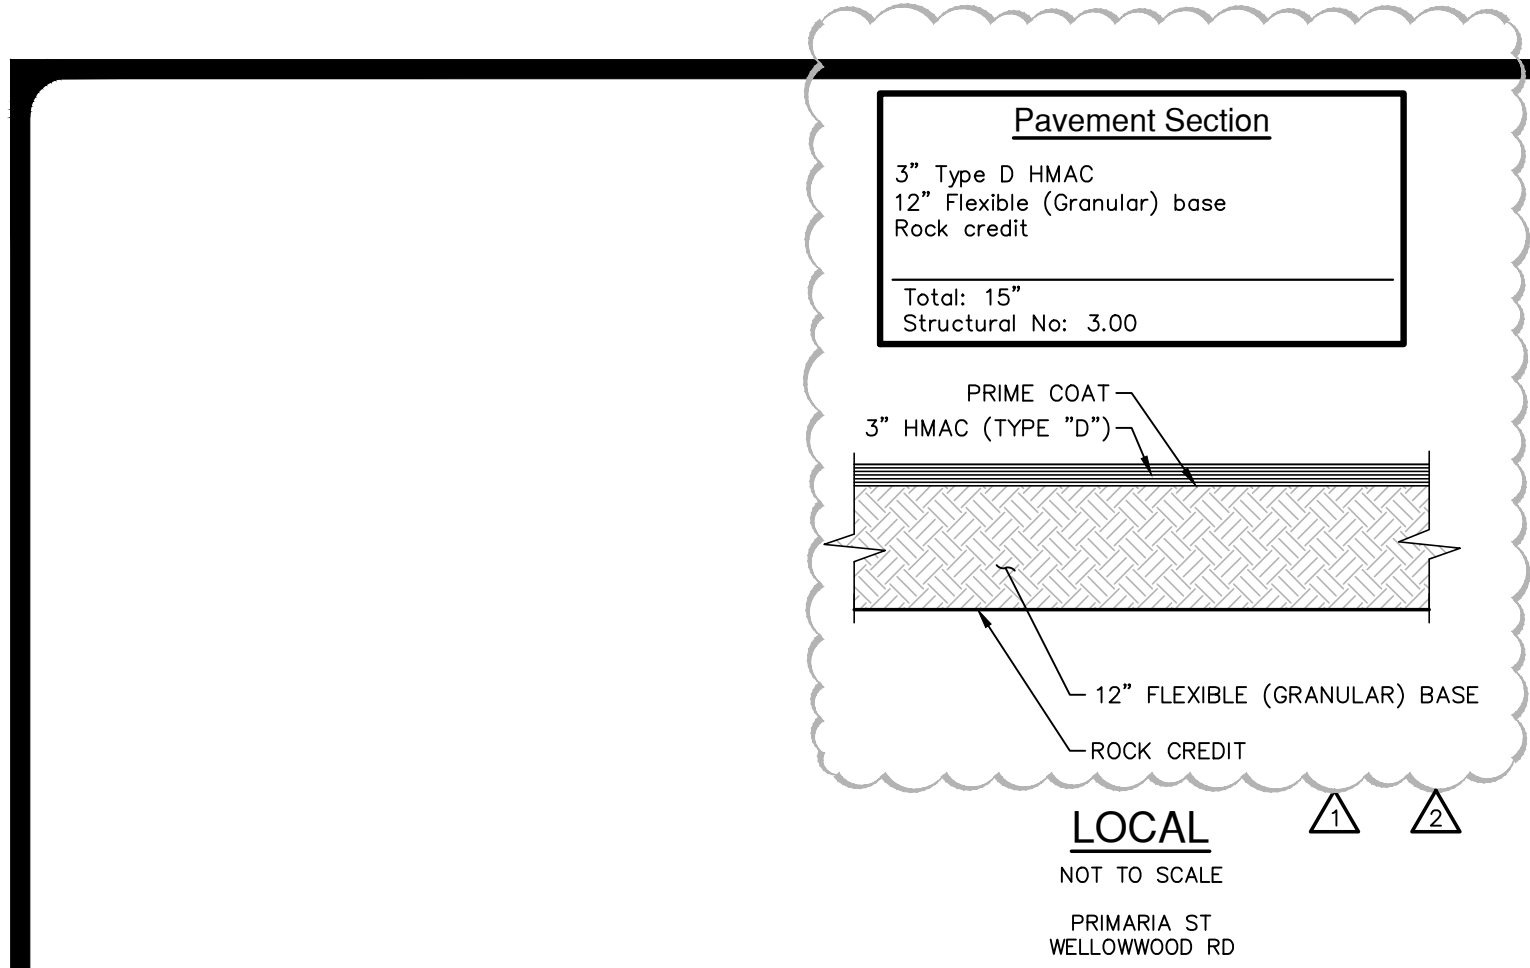 Pavement Section
3” Type D HMAC
12” Flexible (Granular) base
Rock credit
Total: 15”
Structural No: 3.00
PRIME COAT
3” HMAC (TYPE ”D”)
12” FLEXIBLE (GRANULAR) BASE
ROCK CREDIT
1
2
LOCAL
NOT TO SCALE
PRIMARIA ST
WELLOWWOOD RD